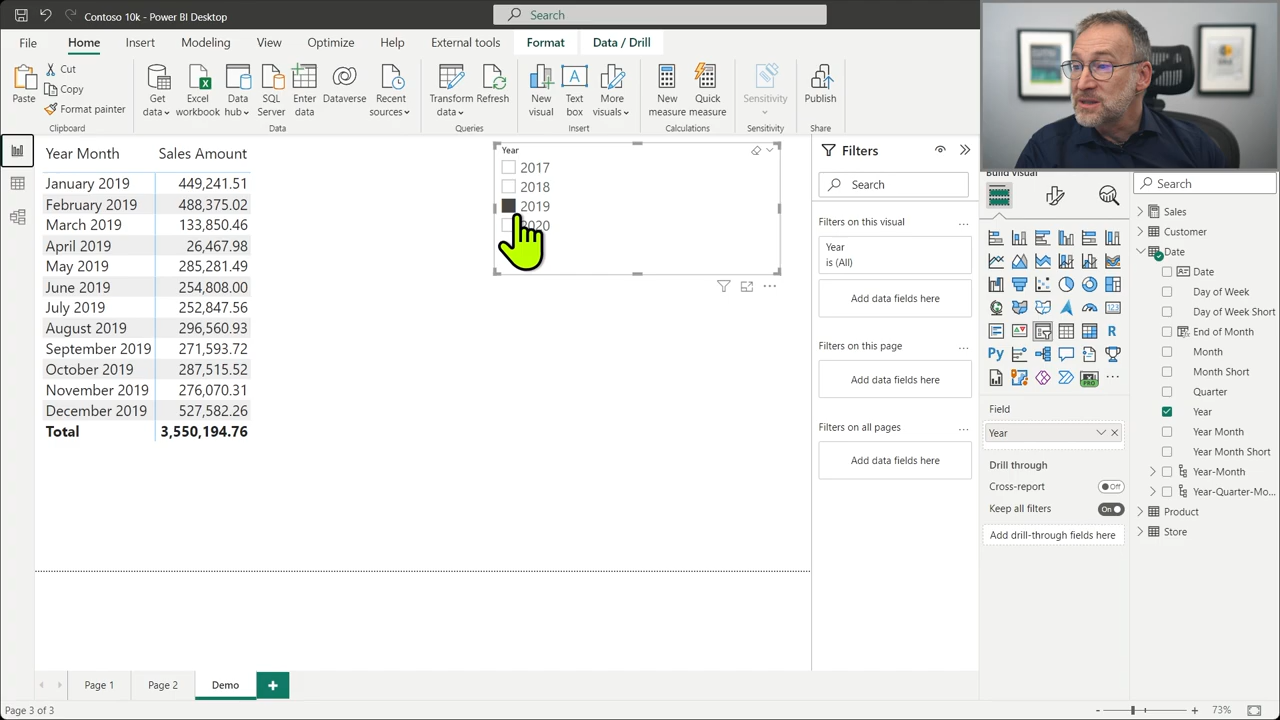 Contoso 10k - Power BI Desktop
Search
File
Home
Insert
Modeling
View
Optimize
Help
External tools
Format
Data / Drill
Paste
Cut
Copy
Format painter
Clipboard
Get data
Excel workbook
Data hub
SQL Server
Enter data
Dataverse
Recent sources
Data
Transform data
Refresh
Queries
New visual
Text box
More visuals
Insert
New measure
Quick measure
Calculations
Sensitivity
Sensitivity
Publish
Share
Year Month Sales Amount
January 2019 449,241.51
February 2019 488,375.02
March 2019 133,850.46
April 2019 26,467.98
May 2019 285,281.49
June 2019 254,808.00
July 2019 252,847.56
August 2019 296,560.93
September 2019 271,593.72
October 2019 287,515.52
November 2019 276,070.31
December 2019 527,582.26
Total 3,550,194.76
Year
2017
2018
2019
2020
Filters
Search
Filters on this visual
Year
is (All)
Add data fields here
Filters on this page
Add data fields here
Filters on all pages
Add data fields here
Build visual
R
Py
123
PRO
Field
Year
Drill through
Cross-report
Off
Keep all filters
On
Add drill-through fields here
Search
Sales
Customer
Date
Date
Day of Week
Day of Week Short
End of Month
Month
Month Short
Quarter
Year
Year Month
Year Month Short
Year-Month
Year-Quarter-Mo...
Product
Store
Page 1
Page 2
Demo
Page 3 of 3
73%